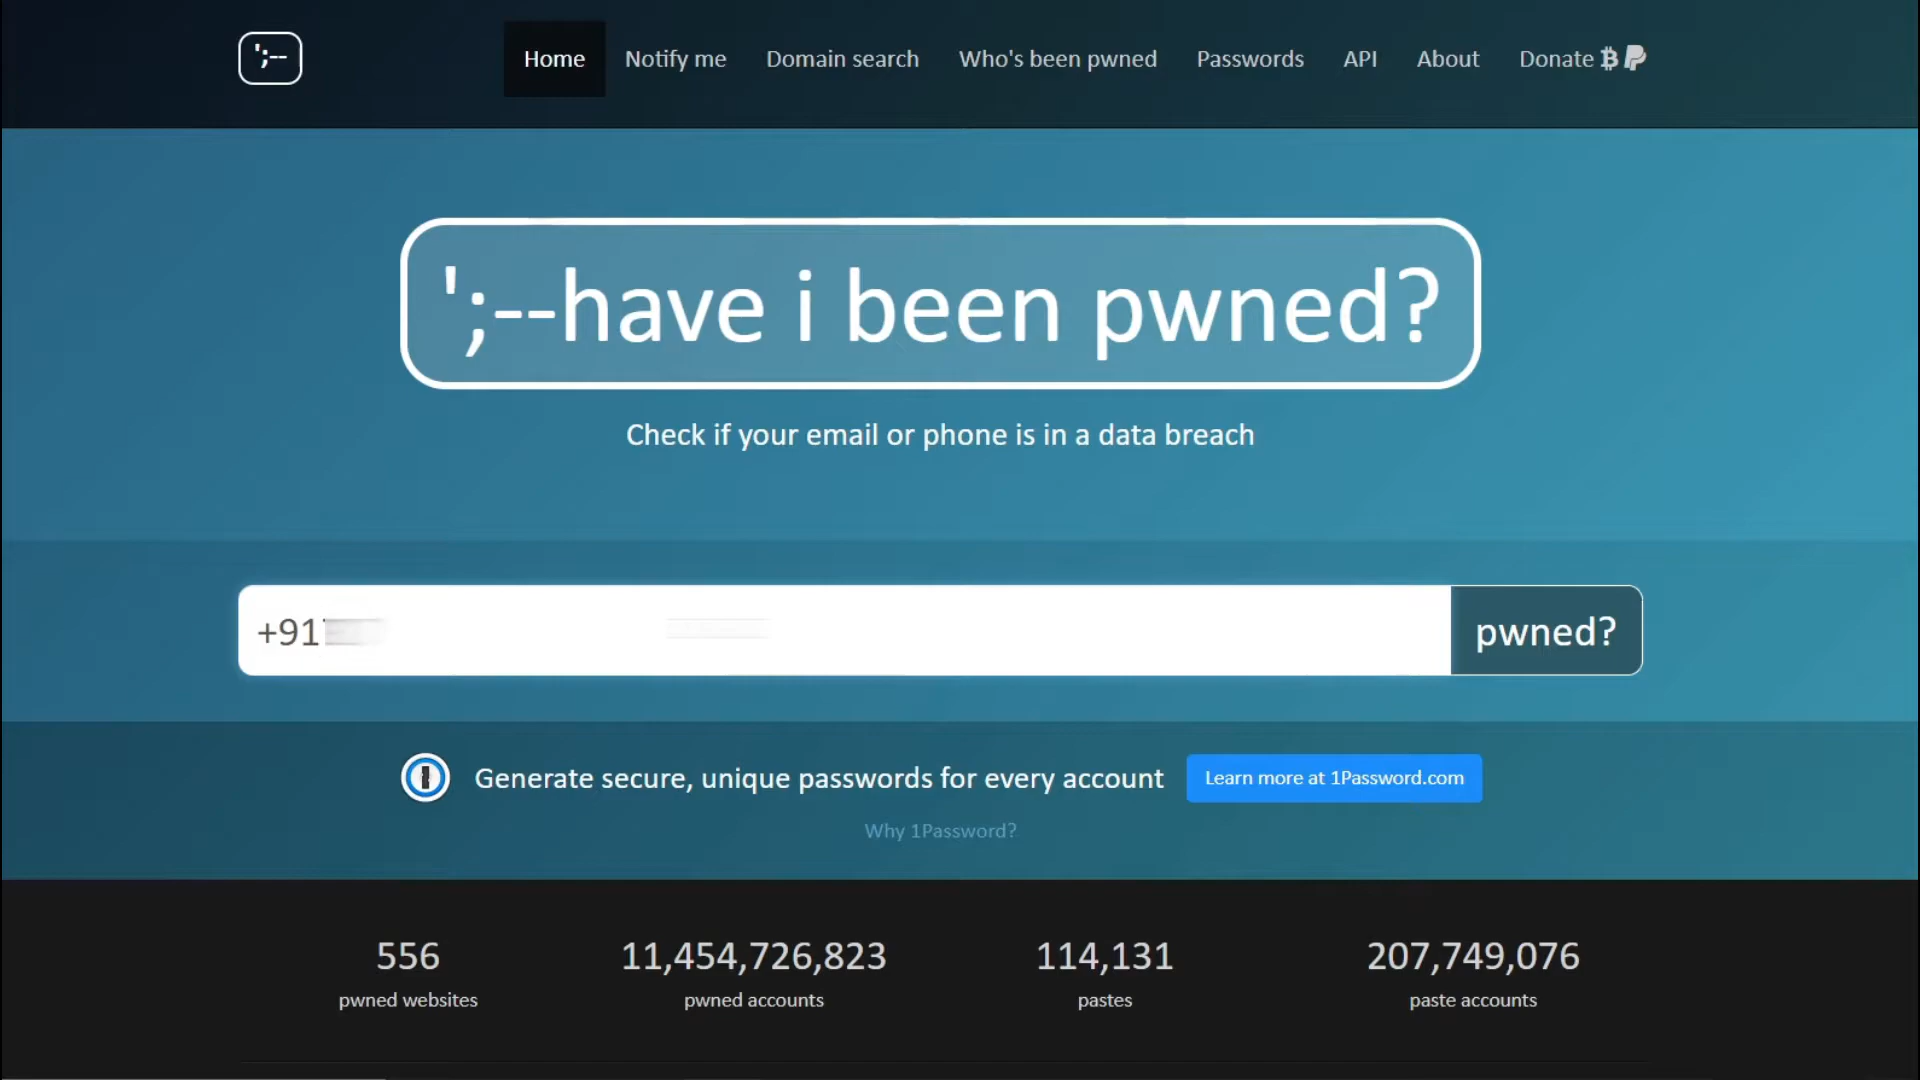 ';--
Home Notify me Domain search Who's been pwned Passwords API About Donate
';--have i been pwned?
Check if your email or phone is in a data breach
+91
pwned?
Generate secure, unique passwords for every account
Learn more at 1Password.com
Why 1Password?
556 11,454,726,823 114,131 207,749,076
pwned websites pwned accounts pastes paste accounts